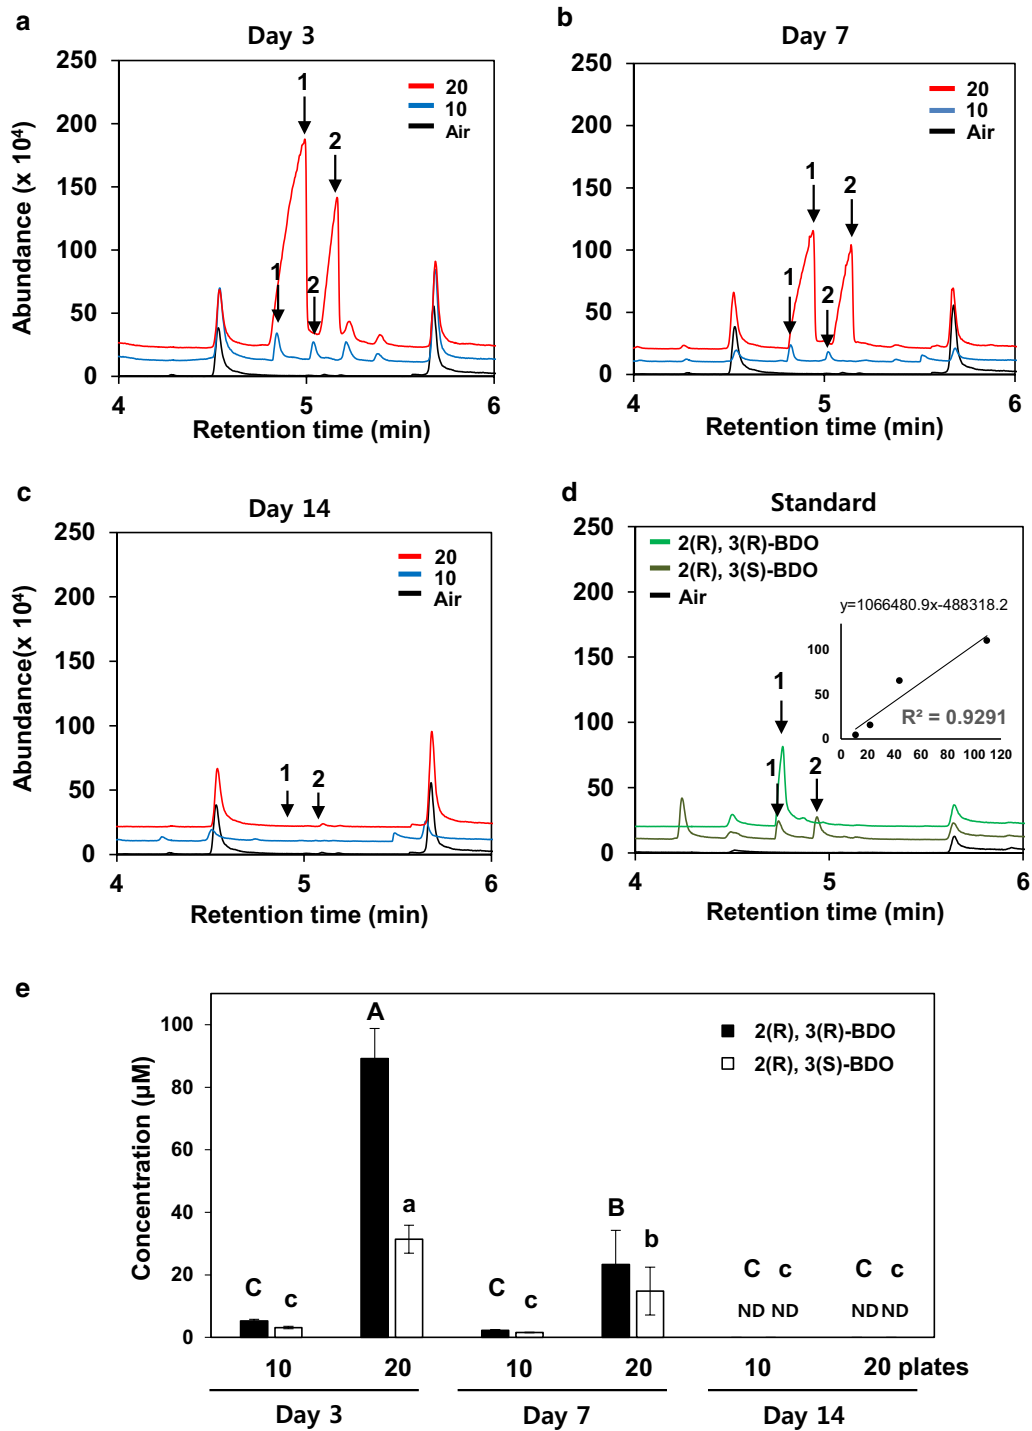 a
Day 3
250
200
150
100
50
0
Abundance (x 10⁴)
4
5
6
Retention time (min)
20
10
Air
1
2
1
2
b
Day 7
250
200
150
100
50
0
4
5
6
Retention time (min)
20
10
Air
1
2
1
2
c
Day 14
250
200
150
100
50
0
Abundance(x 10⁴)
4
5
6
Retention time (min)
20
10
Air
1
2
d
Standard
250
200
150
100
50
0
4
5
6
Retention time (min)
2(R), 3(R)-BDO
2(R), 3(S)-BDO
Air
1
1
2
y=1066480.9x-488318.2
100
50
0
R² = 0.9291
0 20 40 60 80 100 120
e
100
80
60
40
20
0
Concentration (µM)
2(R), 3(R)-BDO
2(R), 3(S)-BDO
C c
A a
C c
B b
C c
ND ND
C c
ND ND
10 20 10 20 10 20 plates
Day 3 Day 7 Day 14